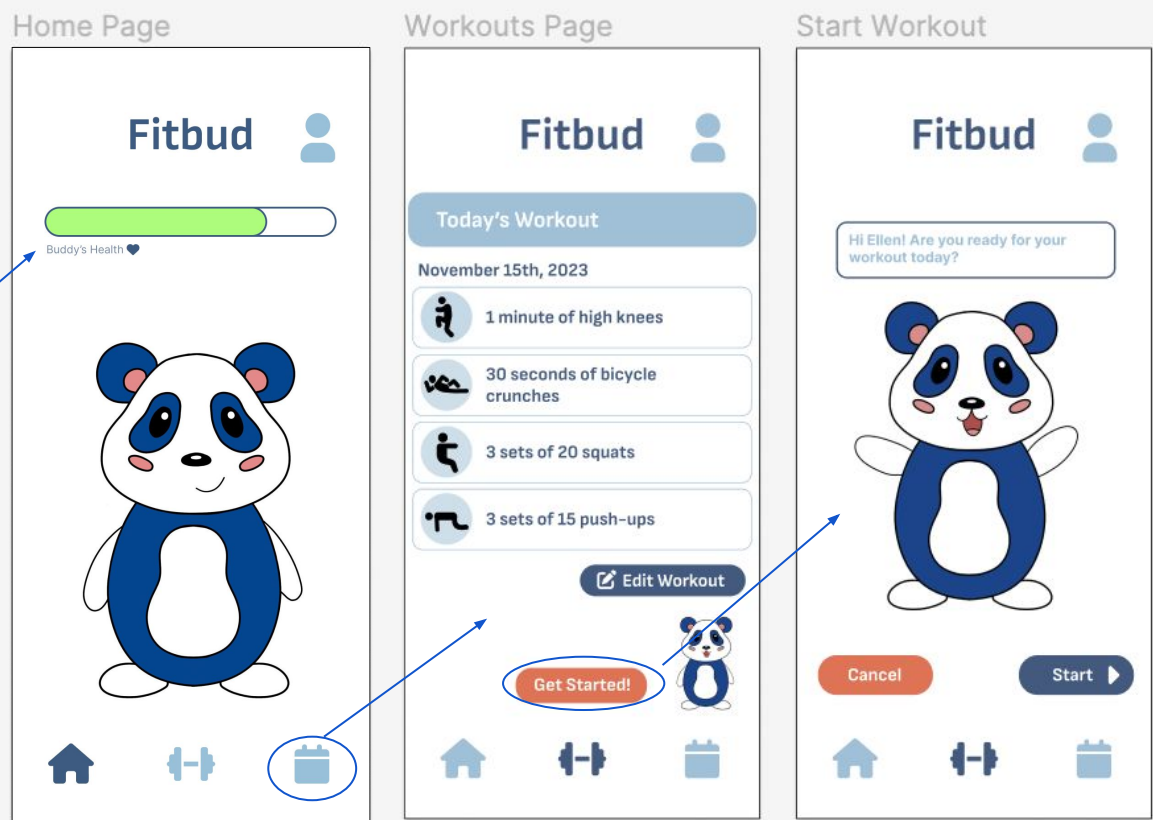 Home Page
Fitbud
Buddy's Health
Workouts Page
Fitbud
Today's Workout
November 15th, 2023
1 minute of high knees
30 seconds of bicycle
crunches
3 sets of 20 squats
3 sets of 15 push-ups
Edit Workout
Get Started!
Start Workout
Fitbud
Hi Ellen! Are you ready for your
workout today?
Cancel
Start